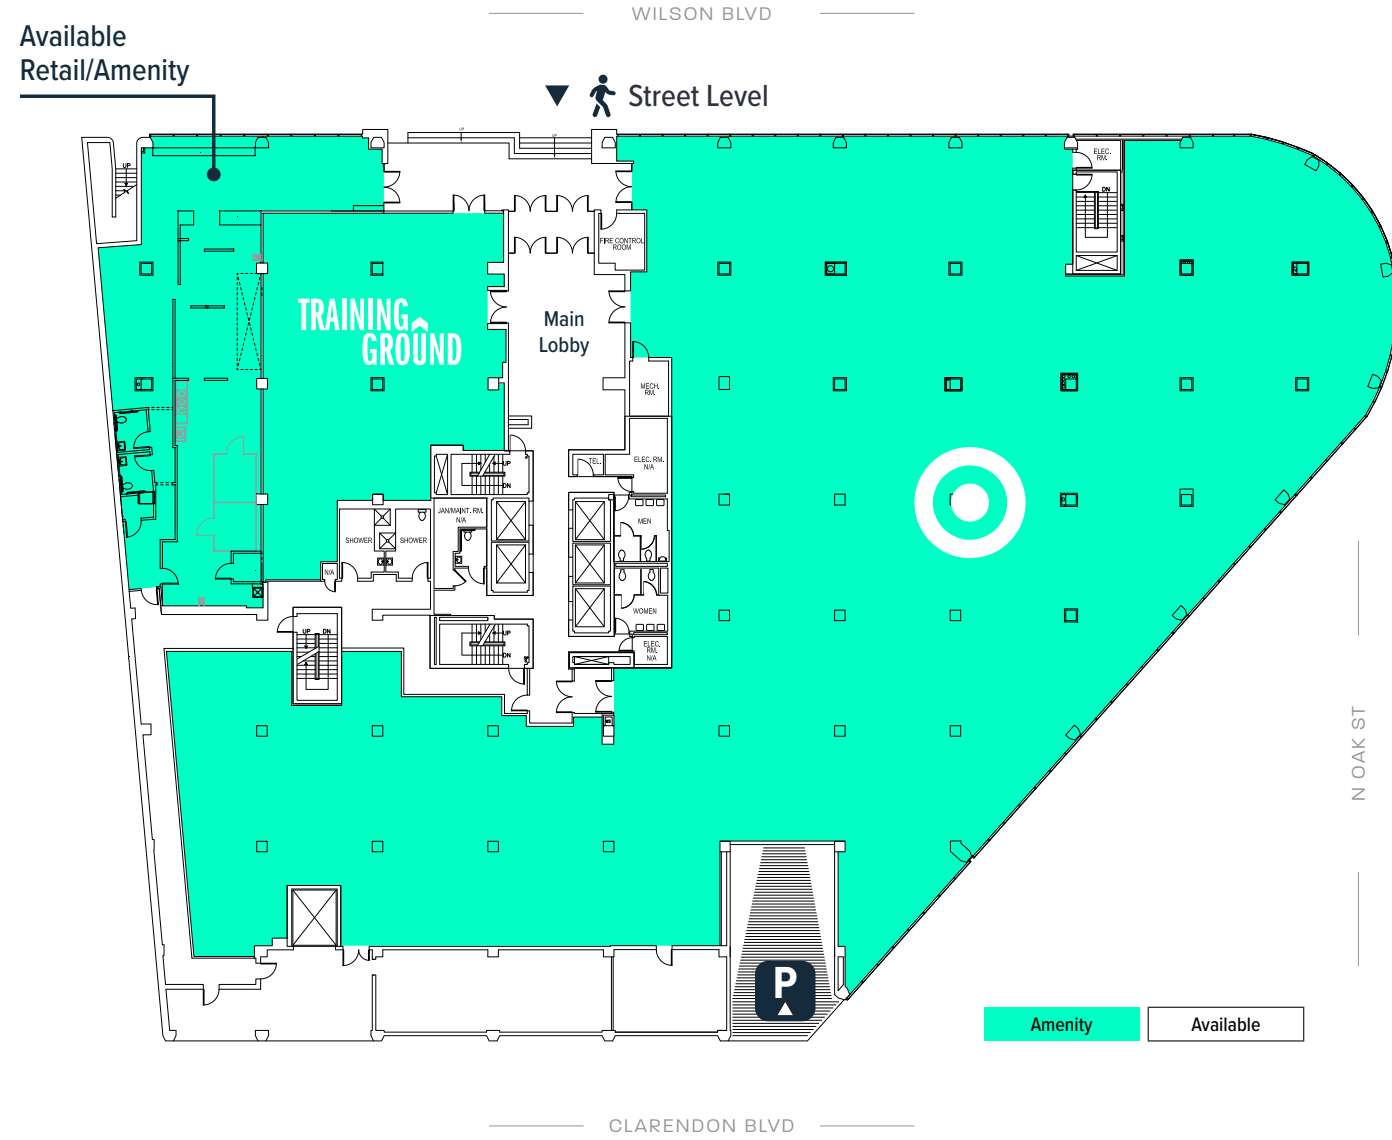 WILSON BLVD
Available
Retail/Amenity
Street Level
UP
UP
UP
ELEC.
RM.
DN
FIRE CONTROL
ROOM
TRAINING
GROUND
Main
Lobby
MECH.
RM.
UP
DN
TEL.
ELEC. RM.
N/A
JAN/MAINT. RM.
N/A
MEN
SHOWER
SHOWER
N/A
WOMEN
UP
DN
UP
DN
ELEC.
RM.
N/A
N OAK ST
P
Amenity
Available
CLARENDON BLVD